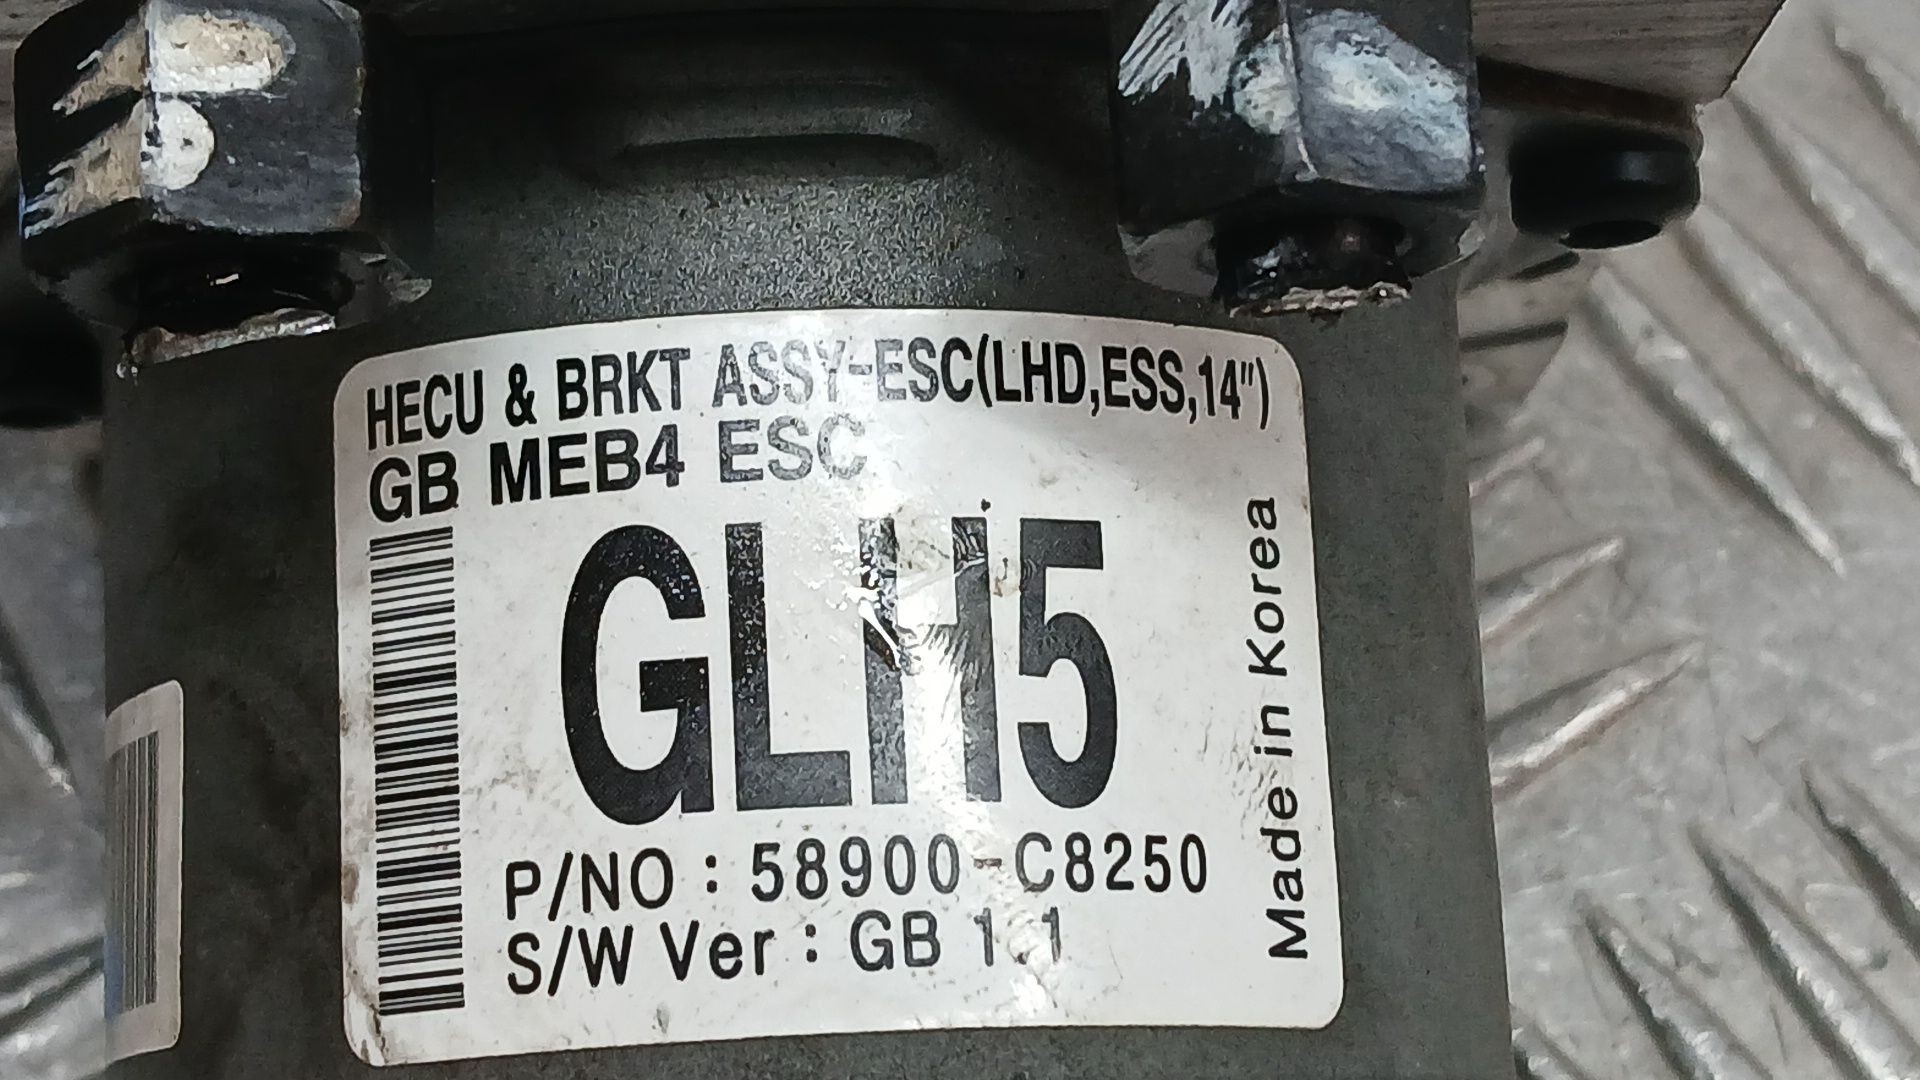 HECU & BRKT ASSY-ESC(LHD,ESS,14")
GB MEB4 ESC
GLH5
P/NO : 58900-C8250
S/W Ver : GB 1.1
Made in Korea